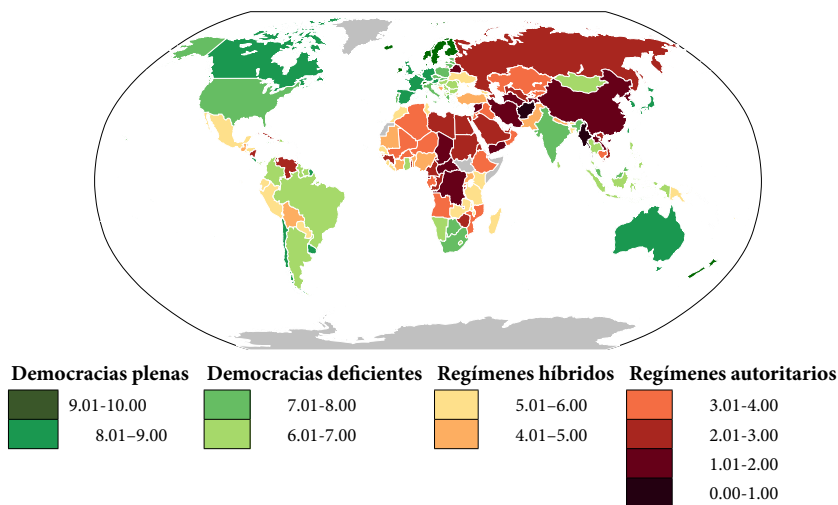 Democracias plenas
9.01-10.00
8.01–9.00
Democracias deficientes
7.01-8.00
6.01-7.00
Regímenes híbridos
5.01–6.00
4.01–5.00
Regímenes autoritarios
3.01-4.00
2.01-3.00
1.01-2.00
0.00-1.00